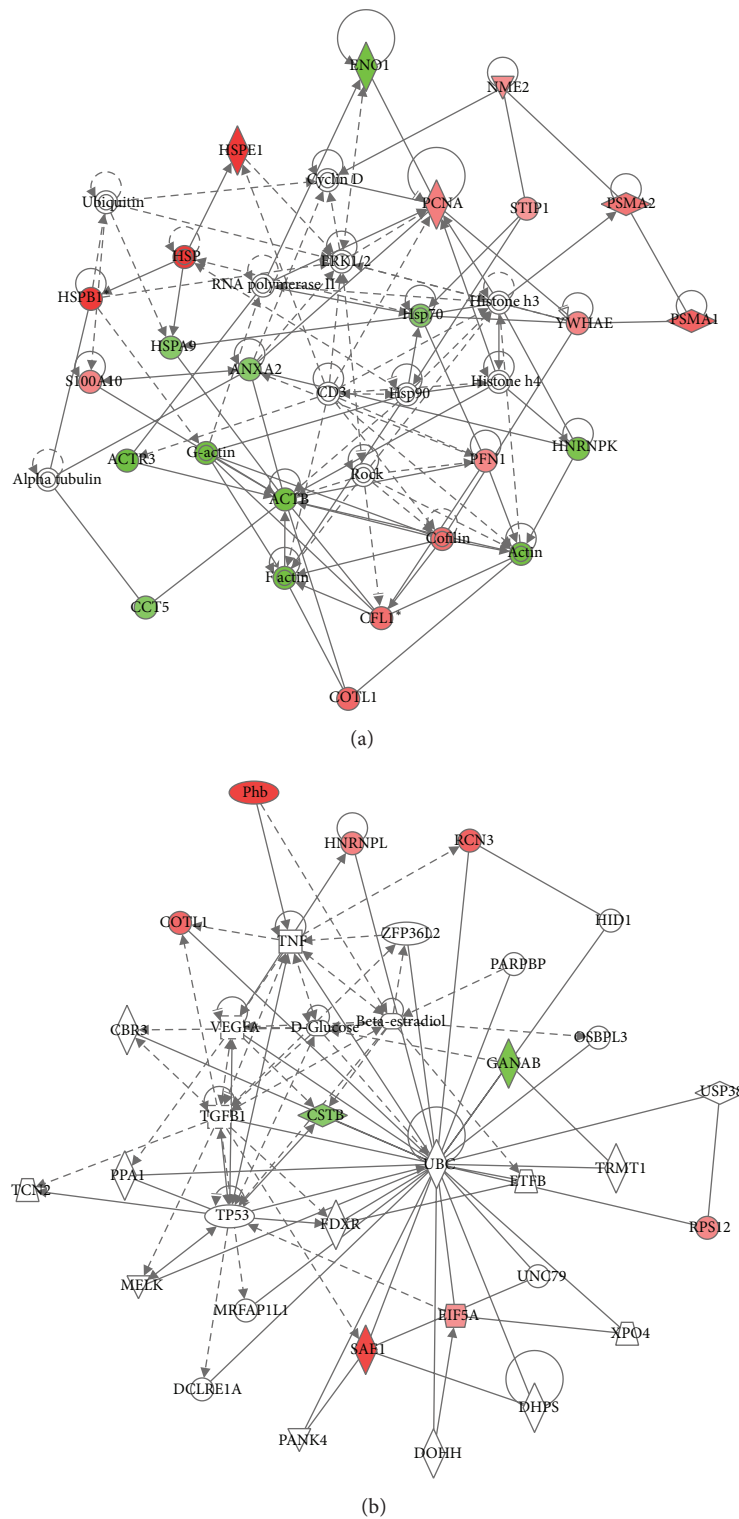 ENO1
NME2
HSPE1
Cyclin D
Ubiquitin
PCNA
STIP1
PSMA2
HSP
ERK1/2
RNA polymerase II
HSPB1
Histone h3
Hsp70
YWHAE
PSMA1
HSPA9
S100A10
ANXA2
CD3
Hsp90
Histone h4
ACTR3
G-actin
HNRNPK
Alpha tubulin
Rock
PFN1
ACTB
Cofilin
Actin
F actin
CCT5
CFL1*
COTL1
(a)
Phb
HNRNPL
RCN3
COTL1
HID1
TNF
ZFP36L2
PARPBP
CBR3
VEGFA
D-Glucose
Beta-estradiol
OSBPL3
GANAB
USP38
TGFB1
CSTB
UBC
TRMT1
PPA1
ETFB
TCN2
TP53
FDXR
RPS12
MELK
UNC79
MRFAP1L1
EIF5A
XPO4
SAE1
DCLRE1A
DHPS
PANK4
DOHH
(b)